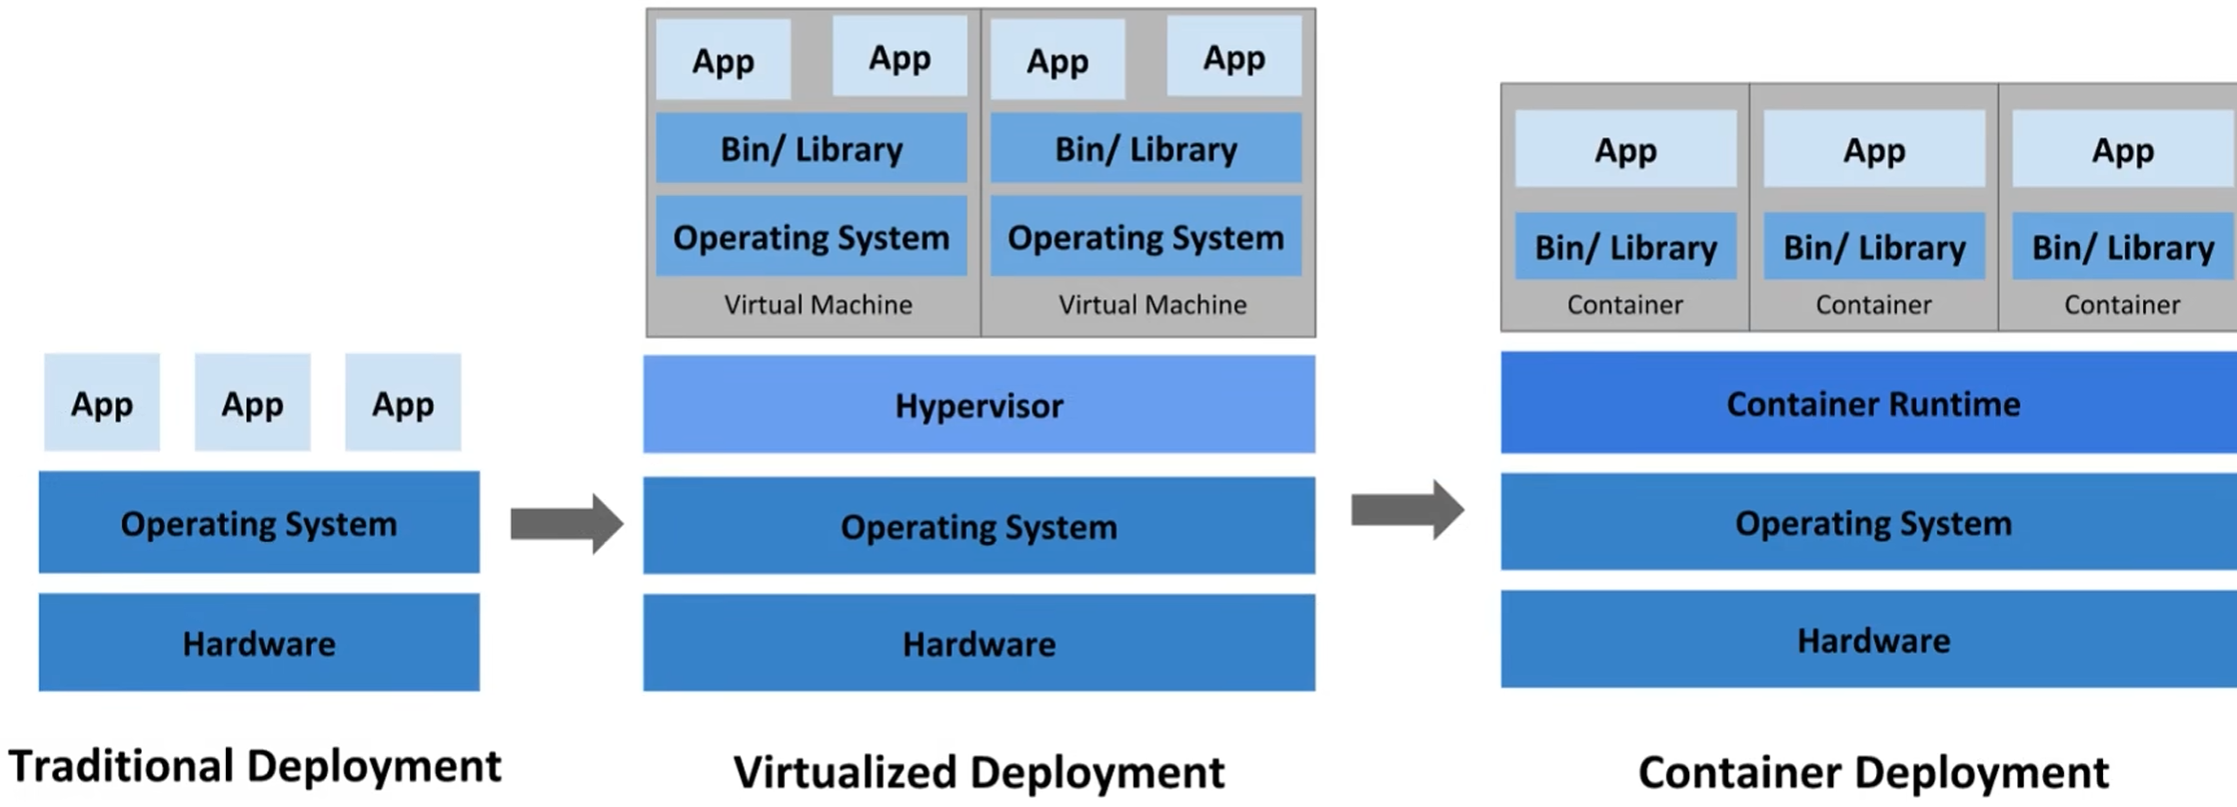 App
App
App
Operating System
Hardware
Traditional Deployment
App
App
App
App
Bin/ Library
Bin/ Library
Operating System
Operating System
Virtual Machine
Virtual Machine
Hypervisor
Operating System
Hardware
Virtualized Deployment
App
App
App
Bin/ Library
Bin/ Library
Bin/ Library
Container
Container
Container
Container Runtime
Operating System
Hardware
Container Deployment